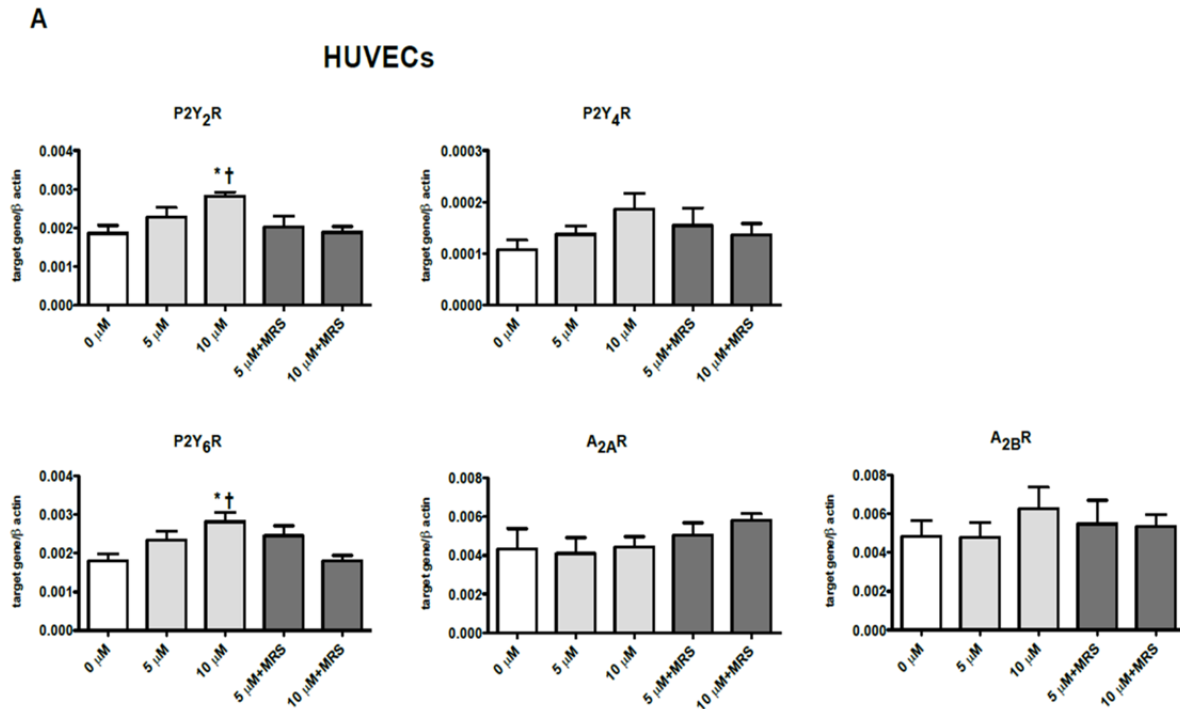 A
HUVECs
P2Y2R
target gene/β actin
0.004
0.003
0.002
0.001
0.000
0 μM
5 μM
10 μM
5 μM+MRS
10 μM+MRS
* †
P2Y4R
target gene/β actin
0.0003
0.0002
0.0001
0.0000
0 μM
5 μM
10 μM
5 μM+MRS
10 μM+MRS
P2Y6R
target gene/β actin
0.004
0.003
0.002
0.001
0.000
0 μM
5 μM
10 μM
5 μM+MRS
10 μM+MRS
* †
A2AR
target gene/β actin
0.008
0.006
0.004
0.002
0.000
0 μM
5 μM
10 μM
5 μM+MRS
10 μM+MRS
A2BR
target gene/β actin
0.008
0.006
0.004
0.002
0.000
0 μM
5 μM
10 μM
5 μM+MRS
10 μM+MRS